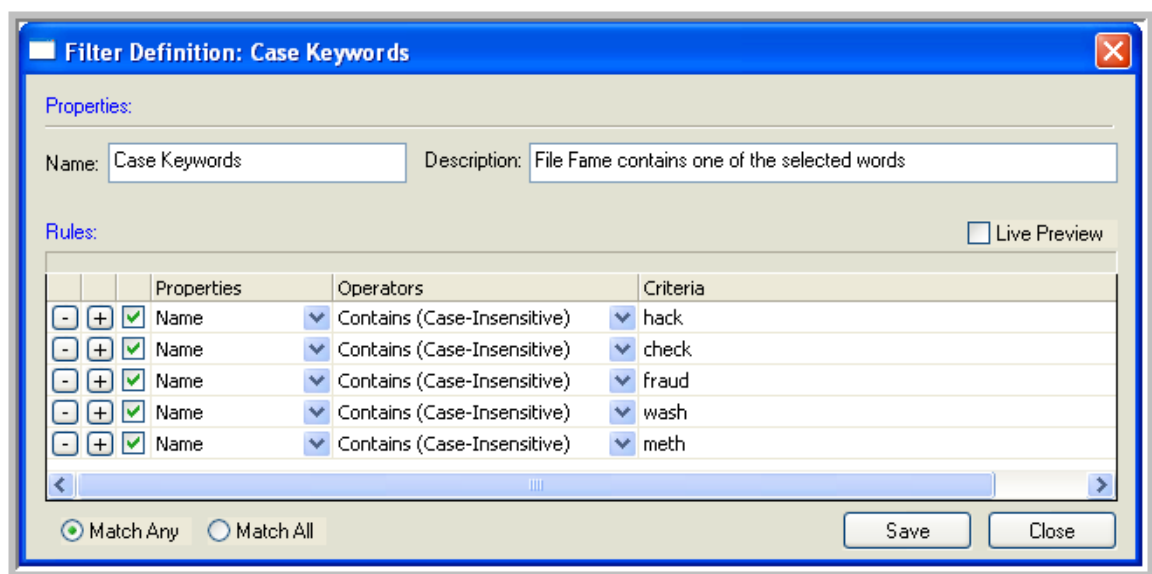 Filter Definition: Case Keywords
Properties:
Name: Case Keywords Description: File Fame contains one of the selected words
Rules: Live Preview
Properties Operators Criteria
- + Name Contains (Case-Insensitive) hack
- + Name Contains (Case-Insensitive) check
- + Name Contains (Case-Insensitive) fraud
- + Name Contains (Case-Insensitive) wash
- + Name Contains (Case-Insensitive) meth
Match Any Match All Save Close